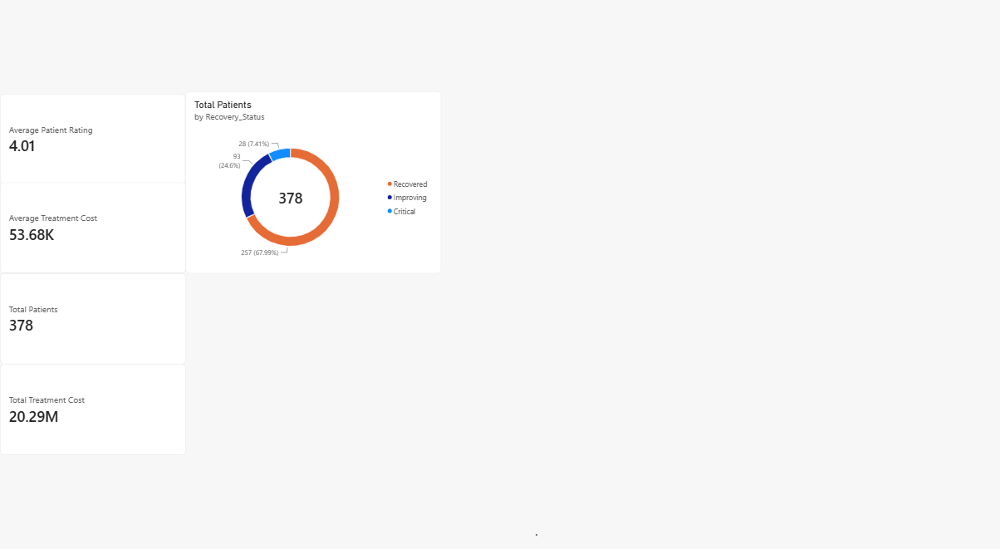 Average Patient Rating
4.01
Average Treatment Cost
53.68K
Total Patients
378
Total Treatment Cost
20.29M
Total Patients
by Recovery_Status
28 (7.41%)
93
(24.6%)
378
257 (67.99%)
Recovered
Improving
Critical